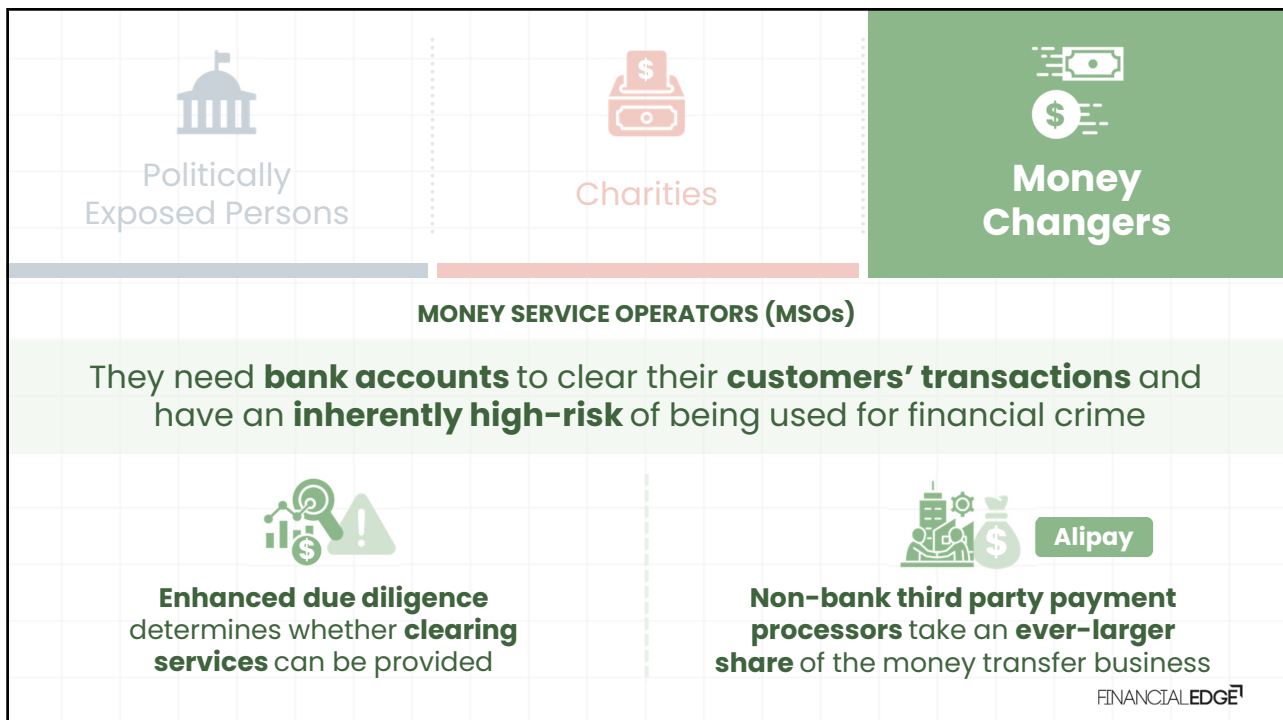 Politically
Exposed Persons
$
Charities
$
Money
Changers
MONEY SERVICE OPERATORS (MSOs)
They need bank accounts to clear their customers’ transactions and
have an inherently high-risk of being used for financial crime
$
!
Enhanced due diligence
determines whether clearing
services can be provided
$
Alipay
Non-bank third party payment
processors take an ever-larger
share of the money transfer business
FINANCIALEDGE